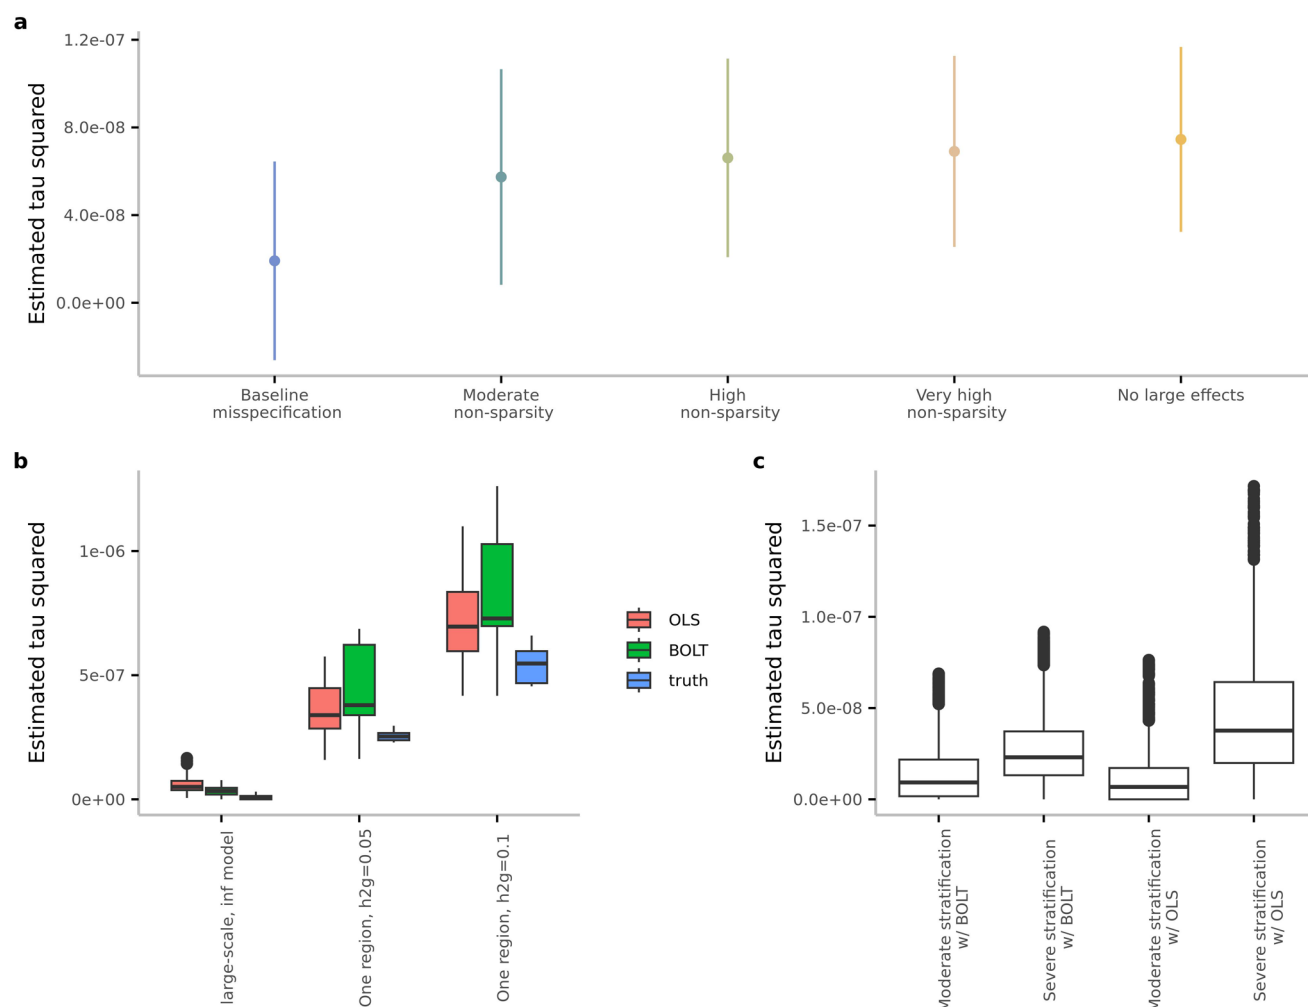 a
Estimated tau squared
1.2e-07
8.0e-08
4.0e-08
0.0e+00
Baseline
misspecification
Moderate
non-sparsity
High
non-sparsity
Very high
non-sparsity
No large effects
b
Estimated tau squared
1e-06
5e-07
0e+00
large-scale, inf model
One region, h2g=0.05
One region, h2g=0.1
OLS
BOLT
truth
c
Estimated tau squared
1.5e-07
1.0e-07
5.0e-08
0.0e+00
Moderate stratification
w/ BOLT
Severe stratification
w/ BOLT
Moderate stratification
w/ OLS
Severe stratification
w/ OLS